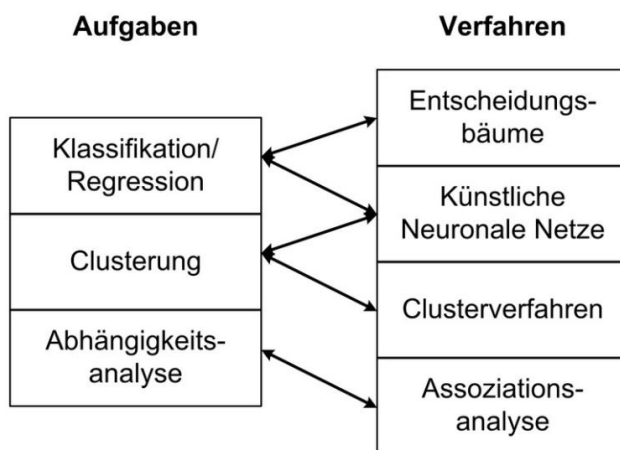 Aufgaben
Klassifikation/
Regression
Clusterung
Abhängigkeits-
analyse
Verfahren
Entscheidungs-
bäume
Künstliche
Neuronale Netze
Clusterverfahren
Assoziations-
analyse